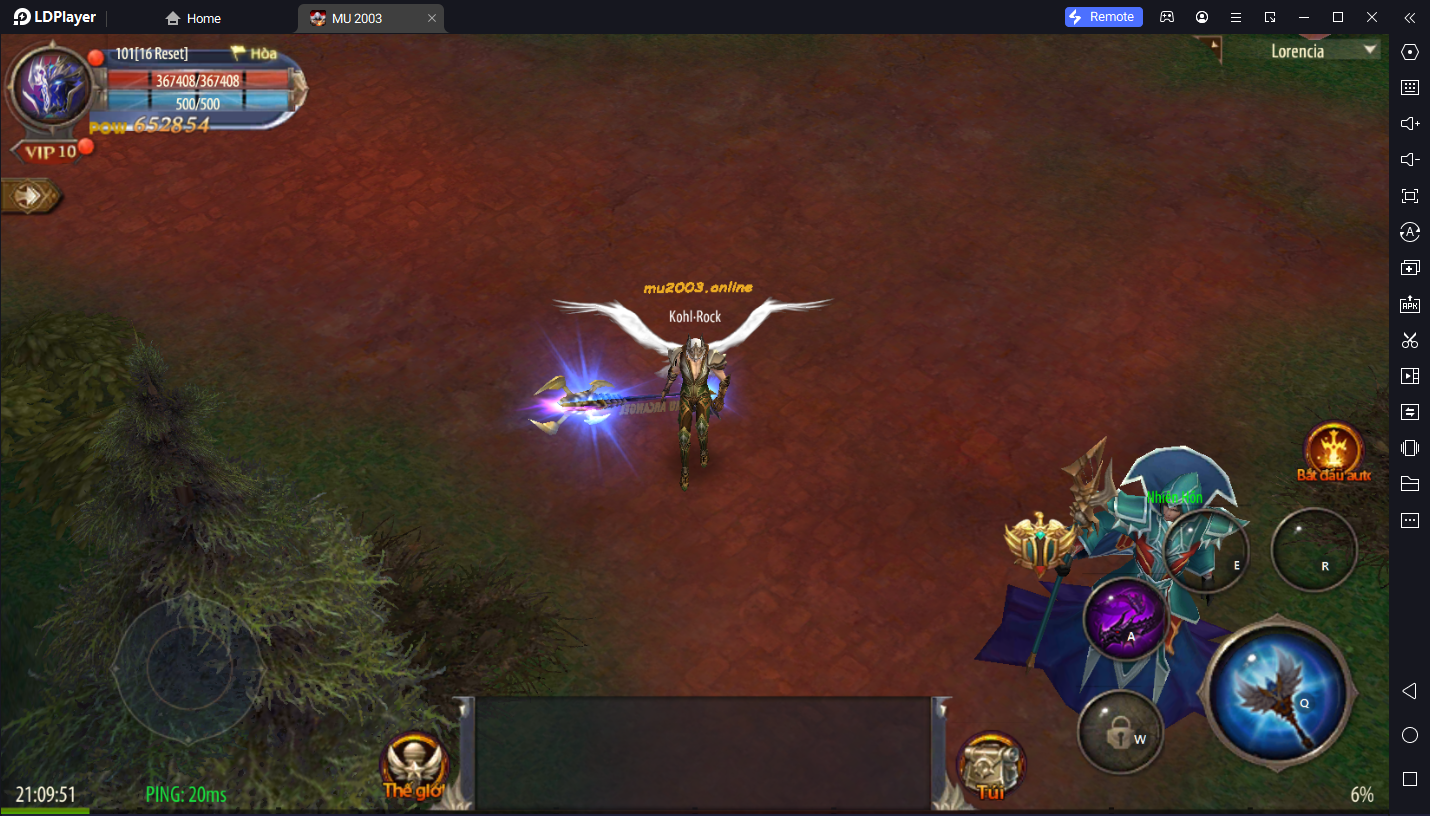 LDPlayer
Home
MU 2003
Remote
101[16 Reset]
Hòa
Lorencia
367408/367408
500/500
POW 652854
VIP 10
mu2003.online
Kohl-Rock
Bắt đầu auto
E
R
A
Q
W
Thế giới
Túi
21:09:51
PING: 20ms
6%
A
APK